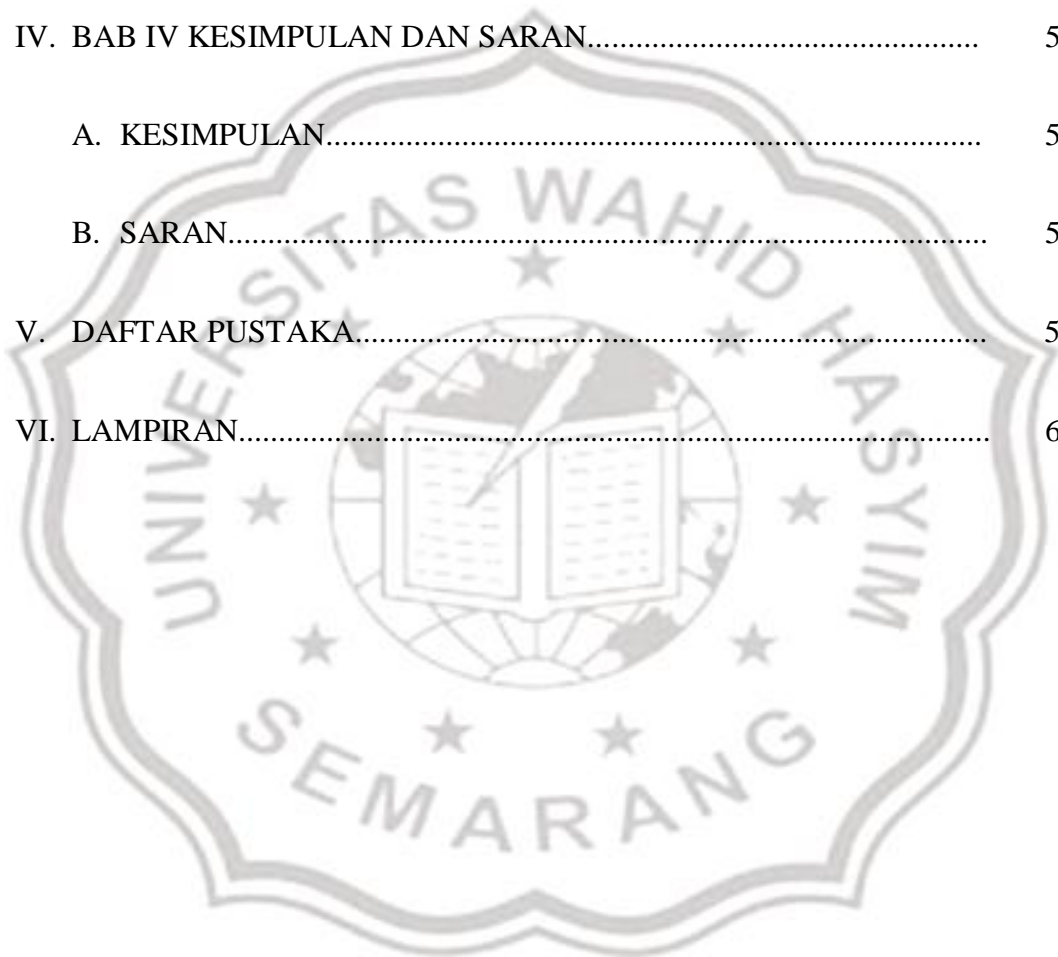 IV. BAB IV KESIMPULAN DAN SARAN................................................. 5
A. KESIMPULAN................................................................................... 5
B. SARAN................................................................................................ 5
V. DAFTAR PUSTAKA................................................................................ 5
VI. LAMPIRAN............................................................................................... 6
UNIVERSITAS WAHID HASYIM
SEMARANG